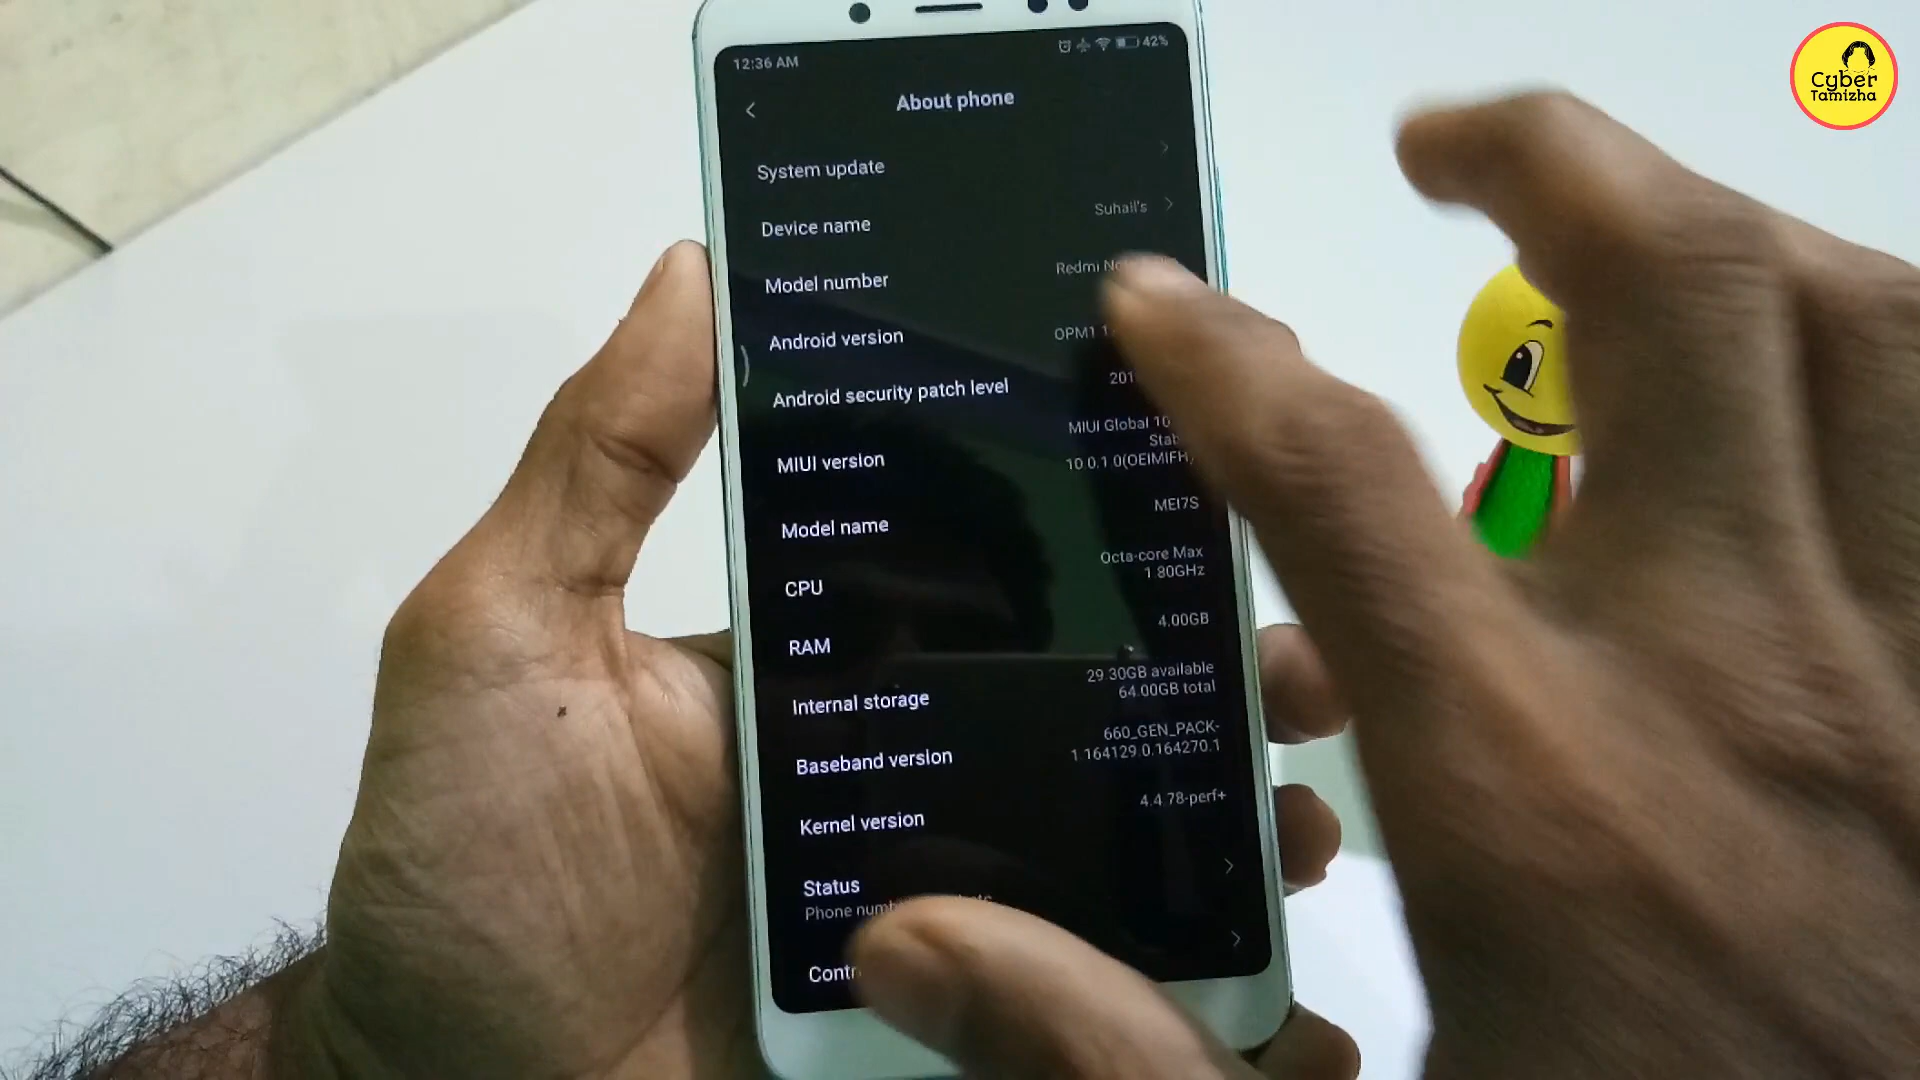 Cyber
Tamizha
12:36 AM
42%
About phone
System update
Device name
Suhail's
Model number
Redmi
Android version
OPM1
Android security patch level
MIUI version
MIUI Global 10
10.0.1.0(OEIMIFH)
Model name
MEI7S
CPU
Octa-core Max
1.80GHz
RAM
4.00GB
Internal storage
29.30GB available
64.00GB total
Baseband version
660_GEN_PACK-
1.164129.0.164270.1
Kernel version
4.4.78-perf+
Status
Phone